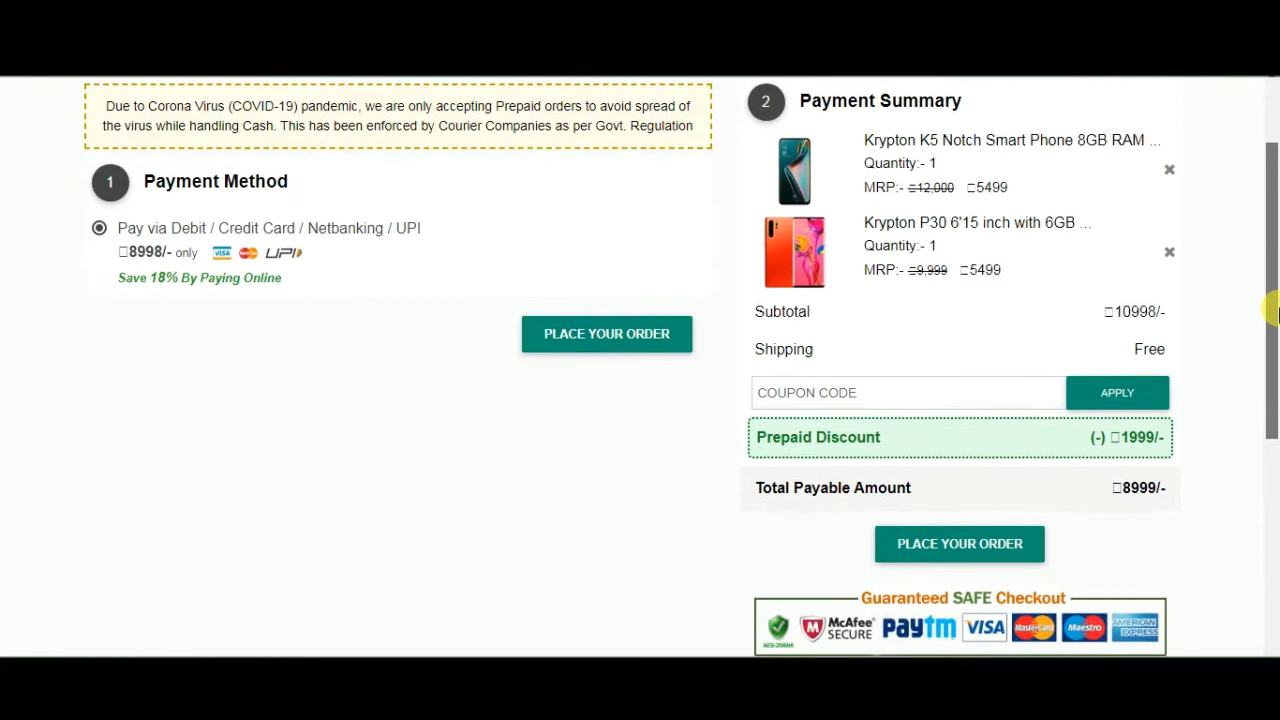 Due to Corona Virus (COVID-19) pandemic, we are only accepting Prepaid orders to avoid spread of
the virus while handling Cash. This has been enforced by Courier Companies as per Govt. Regulation
1 Payment Method
Pay via Debit / Credit Card / Netbanking / UPI
▯8998/- only VISA MasterCard UPI
Save 18% By Paying Online
PLACE YOUR ORDER
2 Payment Summary
Krypton K5 Notch Smart Phone 8GB RAM ...
Quantity:- 1
MRP:- ▯12,000 ▯5499
Krypton P30 6'15 inch with 6GB ...
Quantity:- 1
MRP:- ▯9,999 ▯5499
Subtotal ▯10998/-
Shipping Free
COUPON CODE APPLY
Prepaid Discount (-) ▯1999/-
Total Payable Amount ▯8999/-
PLACE YOUR ORDER
Guaranteed SAFE Checkout
AES-256bit McAfee SECURE paytm VISA MasterCard Maestro AMERICAN EXPRESS